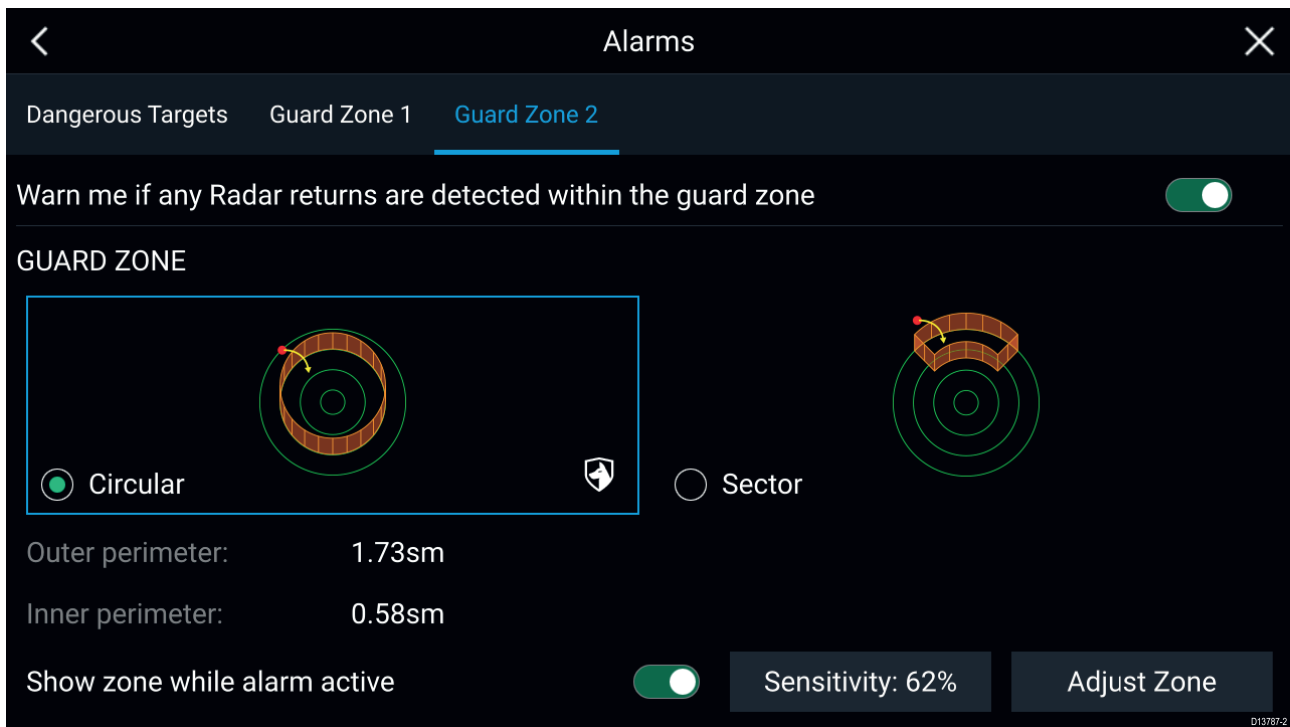 Alarms
Dangerous Targets Guard Zone 1 Guard Zone 2
Warn me if any Radar returns are detected within the guard zone
GUARD ZONE
Circular Sector
Outer perimeter: 1.73sm
Inner perimeter: 0.58sm
Show zone while alarm active Sensitivity: 62% Adjust Zone
D13787-2